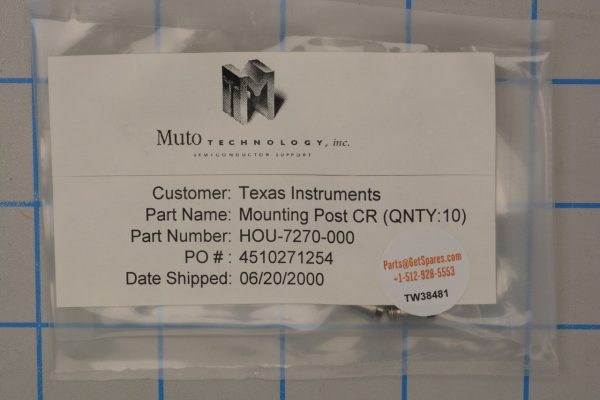 TFM
Muto TECHNOLOGY, inc.
SEMICONDUCTOR SUPPORT
Customer: Texas Instruments
Part Name: Mounting Post CR (QNTY:10)
Part Number: HOU-7270-000
PO # : 4510271254
Date Shipped: 06/20/2000
Parts@GetSpares.com
+1-512-928-5553
TW38481